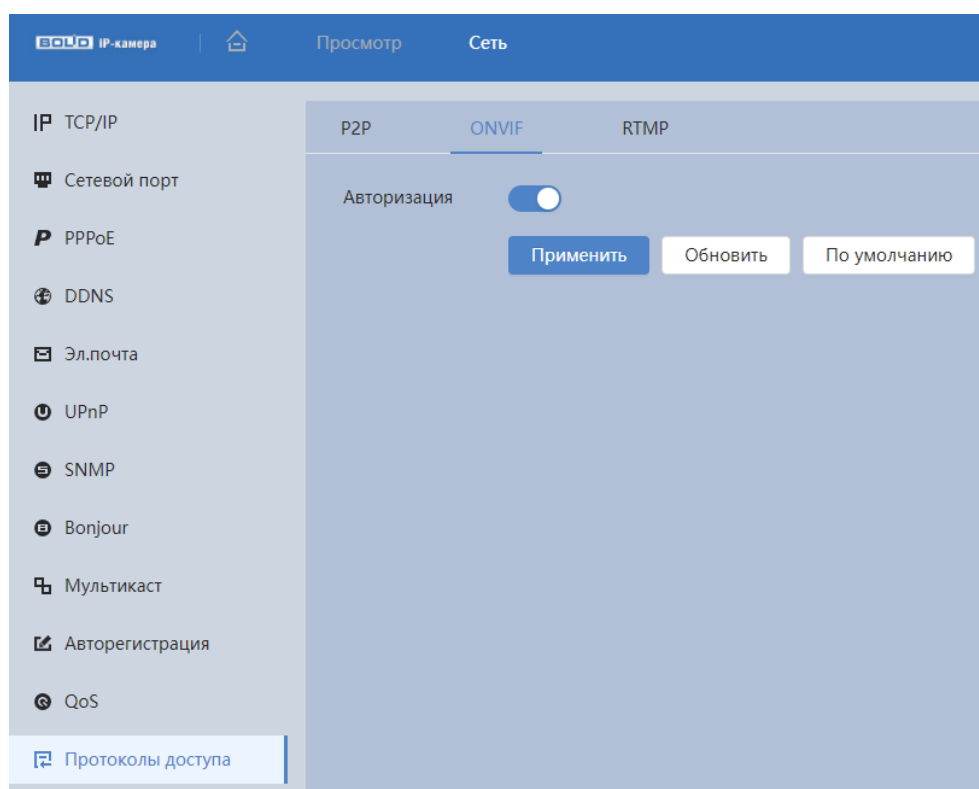 BOLID IP-камера
Просмотр
Сеть
TCP/IP
Сетевой порт
PPPoE
DDNS
Эл.почта
UPnP
SNMP
Bonjour
Мультикаст
Авторегистрация
QoS
Протоколы доступа
P2P
ONVIF
RTMP
Авторизация
Применить
Обновить
По умолчанию